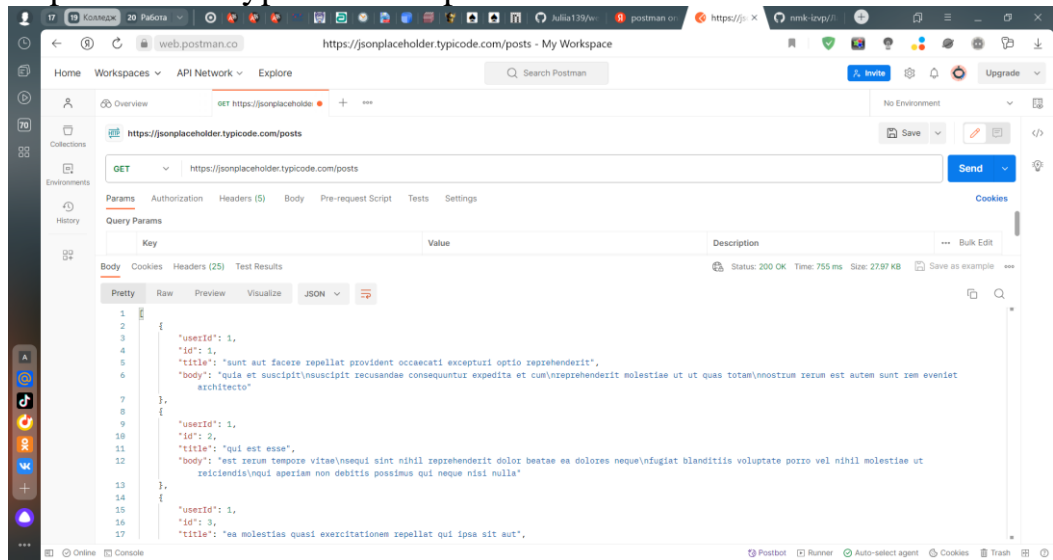 17 19 Колледж 20 Работа
Juliia139/we postman on https://js nmk-izvp/Л
web.postman.co https://jsonplaceholder.typicode.com/posts - My Workspace
Home Workspaces API Network Explore Search Postman Invite Upgrade
Overview GET https://jsonplaceholde No Environment
70
https://jsonplaceholder.typicode.com/posts Save
Collections
GET https://jsonplaceholder.typicode.com/posts Send
Environments
Params Authorization Headers (5) Body Pre-request Script Tests Settings Cookies
History
Query Params
Key Value Description Bulk Edit
Body Cookies Headers (25) Test Results Status: 200 OK Time: 755 ms Size: 27.97 KB Save as example
Pretty Raw Preview Visualize JSON
1 [
2 {
3 "userId": 1,
4 "id": 1,
5 "title": "sunt aut facere repellat provident occaecati excepturi optio reprehenderit",
6 "body": "quia et suscipit\nsuscipit recusandae consequuntur expedita et cum\nreprehenderit molestiae ut ut quas totam\nnostrum rerum est autem sunt rem eveniet
architecto"
7 },
8 {
9 "userId": 1,
10 "id": 2,
11 "title": "qui est esse",
12 "body": "est rerum tempore vitae\nsequi sint nihil reprehenderit dolor beatae ea dolores neque\nfugiat blanditiis voluptate porro vel nihil molestiae ut
reiciendis\nqui aperiam non debitis possimus qui neque nisi nulla"
13 },
14 {
15 "userId": 1,
16 "id": 3,
17 "title": "ea molestias quasi exercitationem repellat qui ipsa sit aut",
Online Console Postbot Runner Auto-select agent Cookies Trash